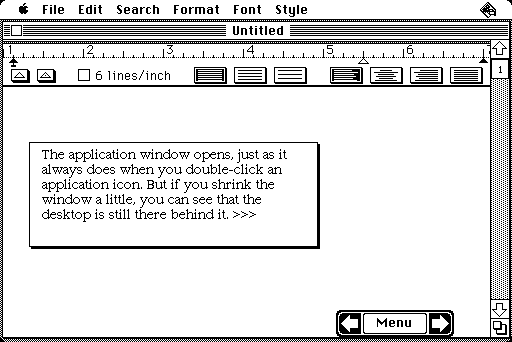 File Edit Search Format Font Style
Untitled
1 2 3 4 5 6 7
6 lines/inch
1
The application window opens, just as it
always does when you double-click an
application icon. But if you shrink the
window a little, you can see that the
desktop is still there behind it. >>>
Menu